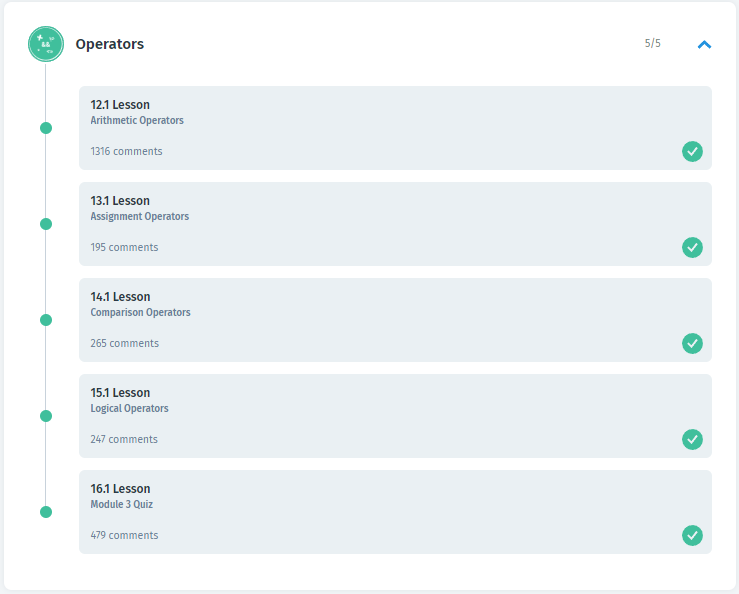 Operators
5/5
12.1 Lesson
Arithmetic Operators
1316 comments
13.1 Lesson
Assignment Operators
195 comments
14.1 Lesson
Comparison Operators
265 comments
15.1 Lesson
Logical Operators
247 comments
16.1 Lesson
Module 3 Quiz
479 comments